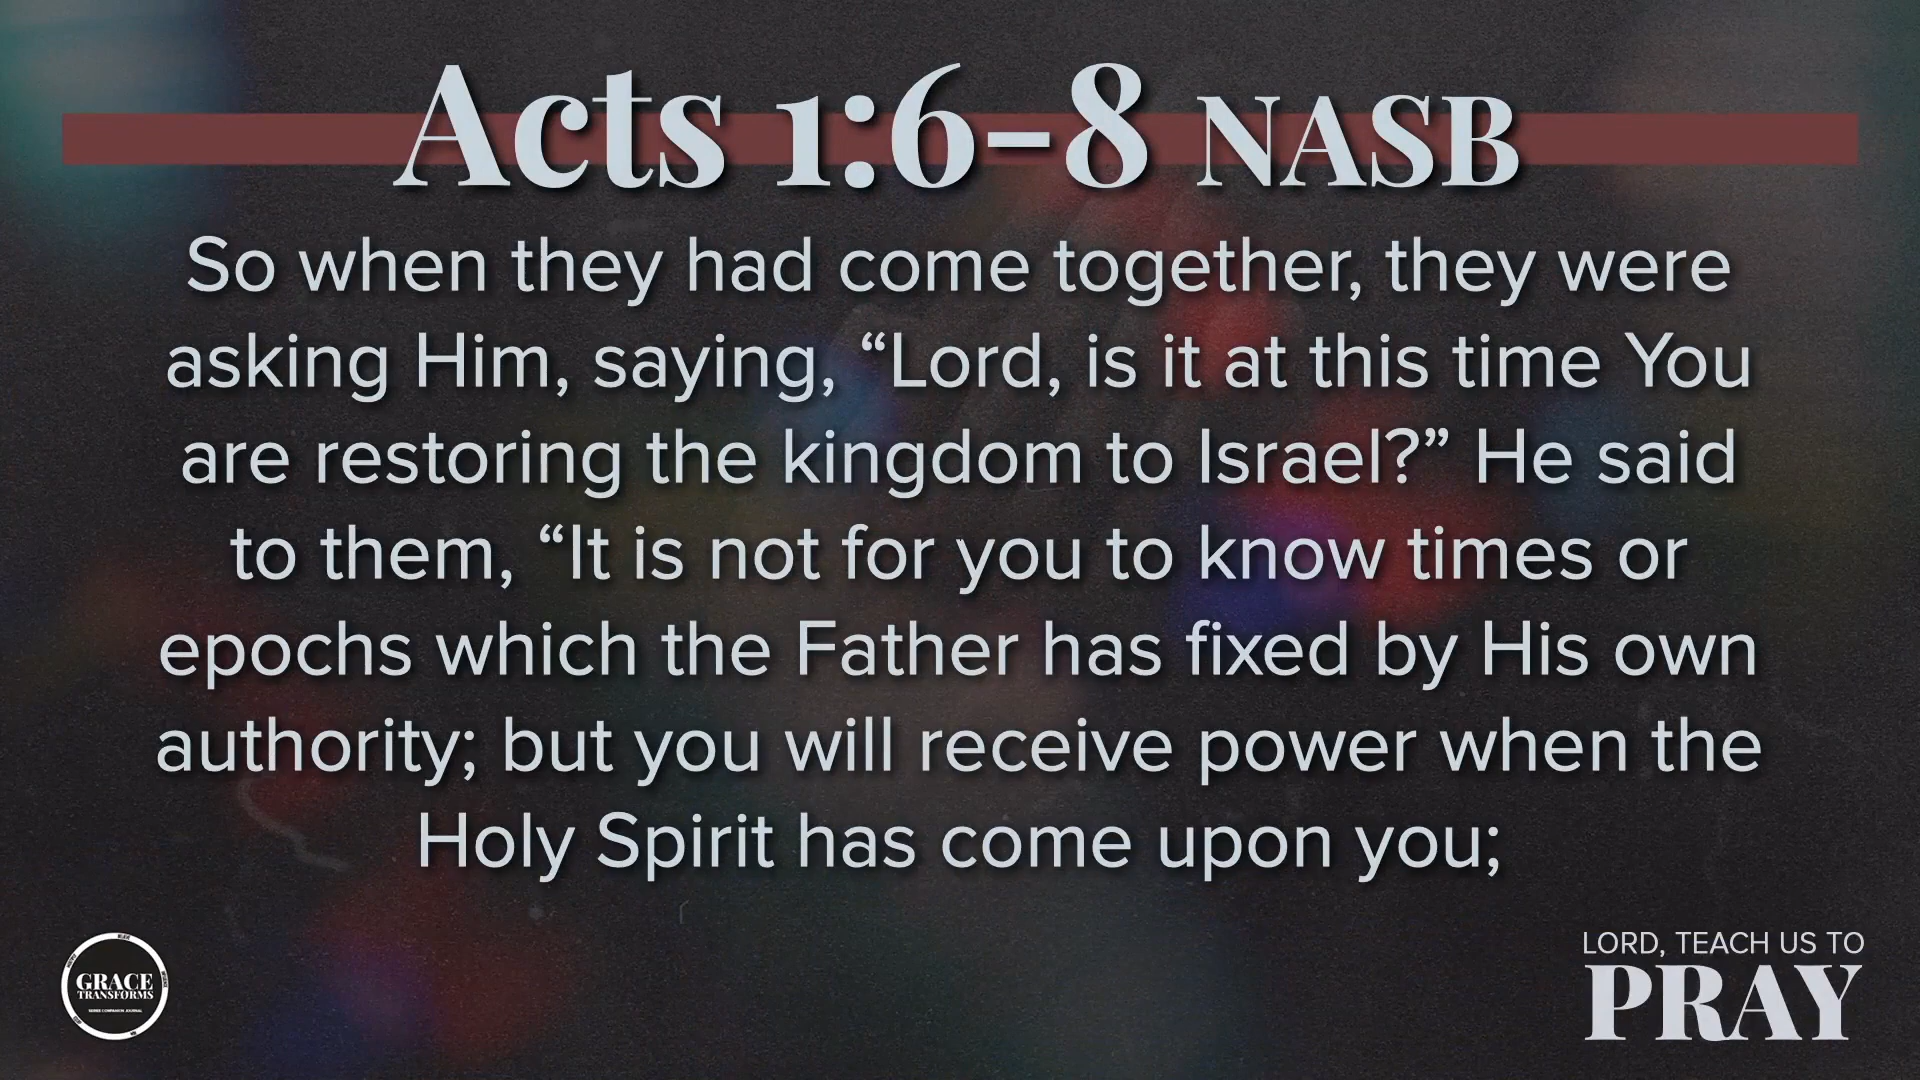 Acts 1:6-8 NASB
So when they had come together, they were
asking Him, saying, “Lord, is it at this time You
are restoring the kingdom to Israel?” He said
to them, “It is not for you to know times or
epochs which the Father has fixed by His own
authority; but you will receive power when the
Holy Spirit has come upon you;
GRACE
TRANSFORMS
SERIES COMPANION JOURNAL
LORD, TEACH US TO
PRAY